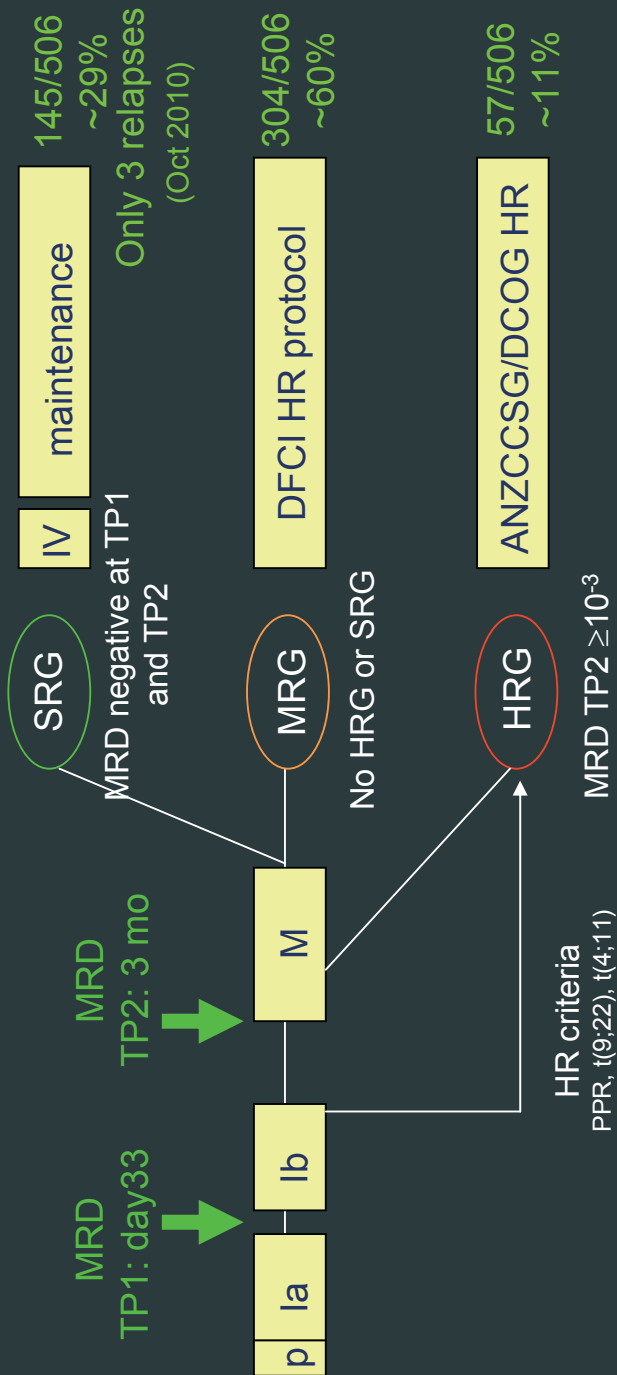 MRD
TP1: day33
MRD
TP2: 3 mo
p
Ia
Ib
M
SRG
MRD negative at TP1
and TP2
IV
maintenance
145/506
~29%
Only 3 relapses
(Oct 2010)
MRG
No HRG or SRG
DFCI HR protocol
304/506
~60%
HR criteria
PPR, t(9;22), t(4;11)
HRG
MRD TP2 ≥10⁻³
ANZCCSG/DCOG HR
57/506
~11%